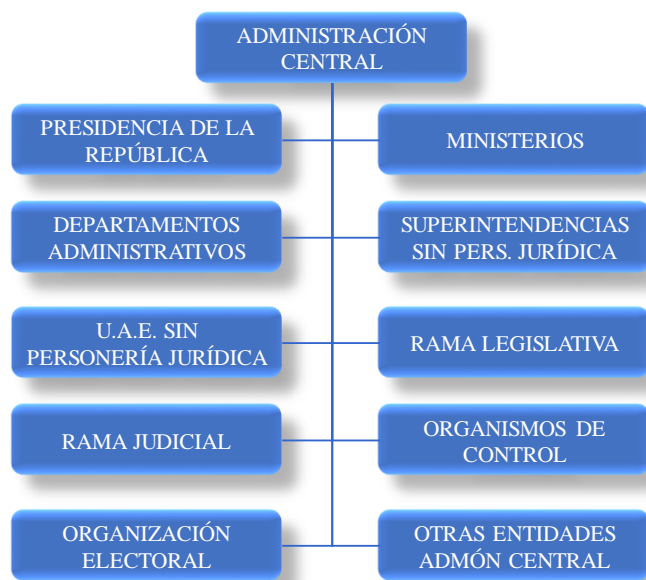 ADMINISTRACIÓN
CENTRAL
PRESIDENCIA DE LA
REPÚBLICA
MINISTERIOS
DEPARTAMENTOS
ADMINISTRATIVOS
SUPERINTENDENCIAS
SIN PERS. JURÍDICA
U.A.E. SIN
PERSONERÍA JURÍDICA
RAMA LEGISLATIVA
RAMA JUDICIAL
ORGANISMOS DE
CONTROL
ORGANIZACIÓN
ELECTORAL
OTRAS ENTIDADES
ADMÓN CENTRAL